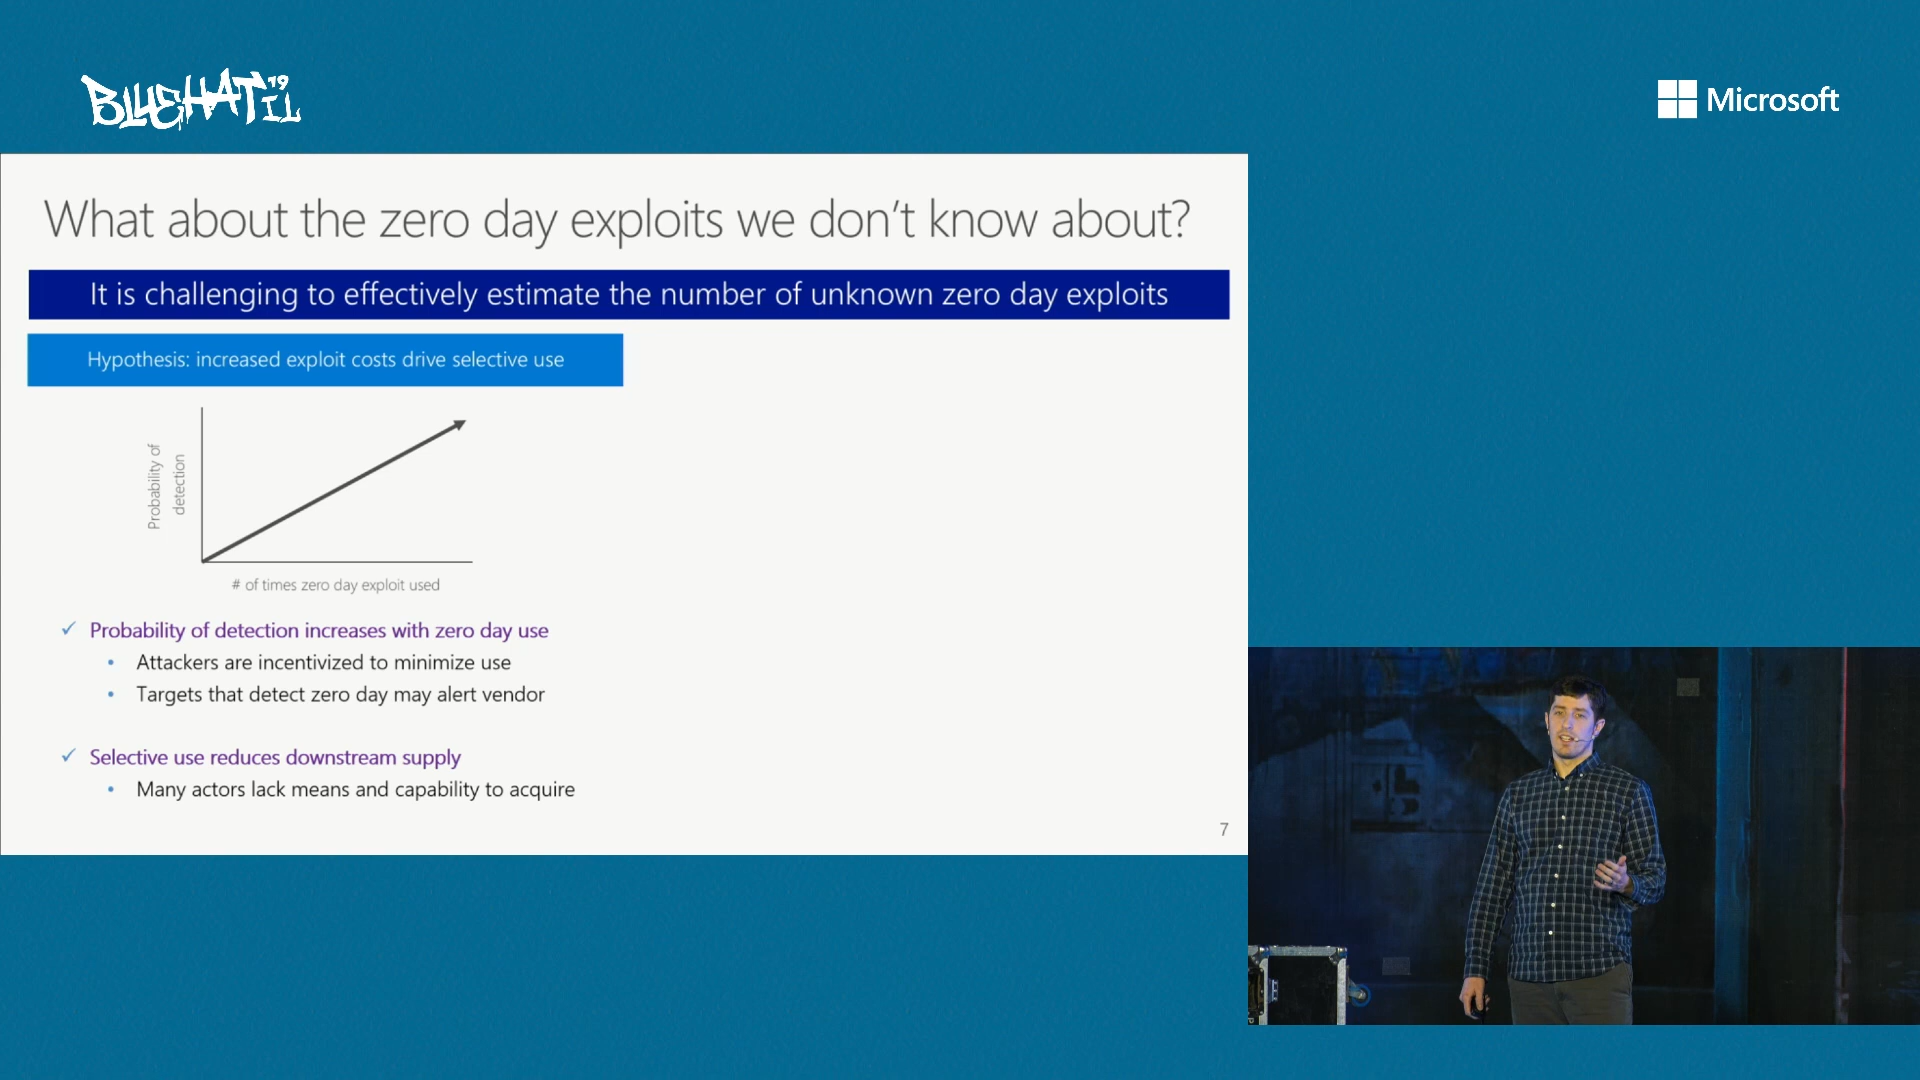 BLUEHAT IL 19
Microsoft
What about the zero day exploits we don't know about?
It is challenging to effectively estimate the number of unknown zero day exploits
Hypothesis: increased exploit costs drive selective use
Probability of
detection
# of times zero day exploit used
✓ Probability of detection increases with zero day use
• Attackers are incentivized to minimize use
• Targets that detect zero day may alert vendor
✓ Selective use reduces downstream supply
• Many actors lack means and capability to acquire
7